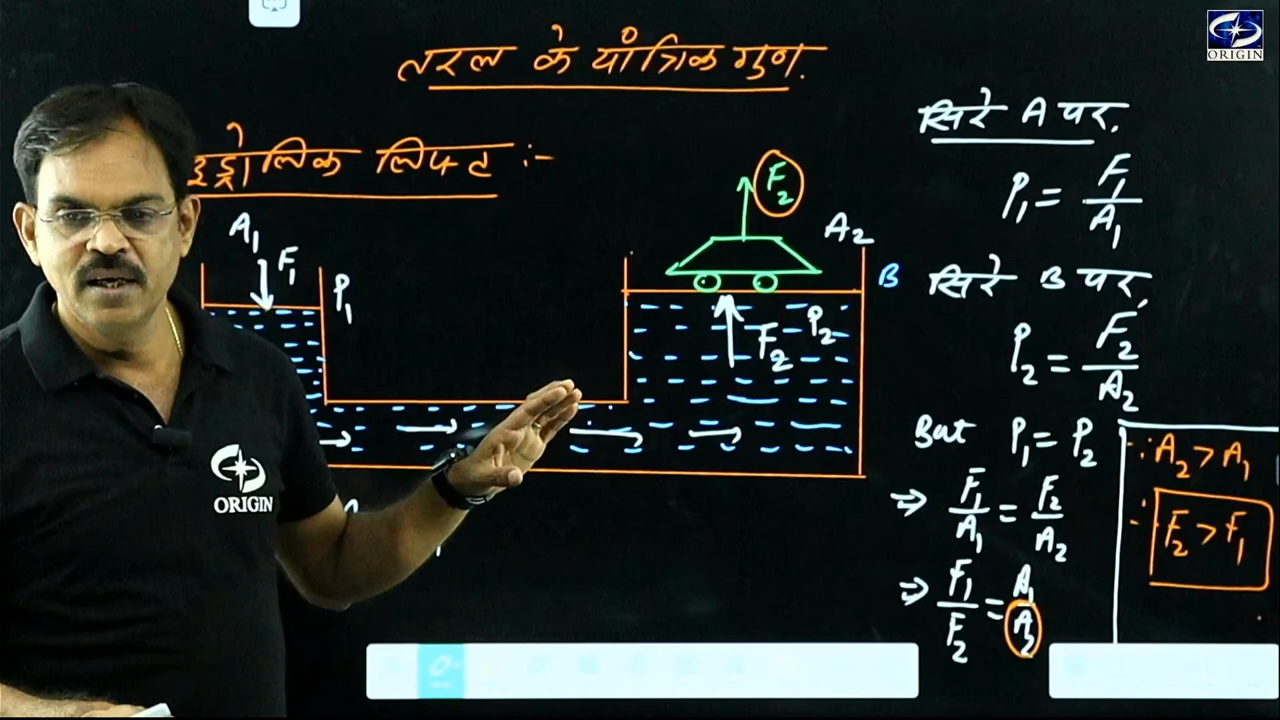 ORIGIN
तरल के यांत्रिक गुण.
इड्रोलिक लिफ्ट :-
A₁
F₁
P₁
F₂
A₂
B
P₂
F₂
ORIGIN
सिरे A पर.
P₁ = F₁/A₁
सिरे B पर,
P₂ = F₂/A₂
But P₁ = P₂
⇒ F₁/A₁ = F₂/A₂
⇒ F₁/F₂ = A₁/A₂
∵ A₂ > A₁
∴ F₂ > F₁